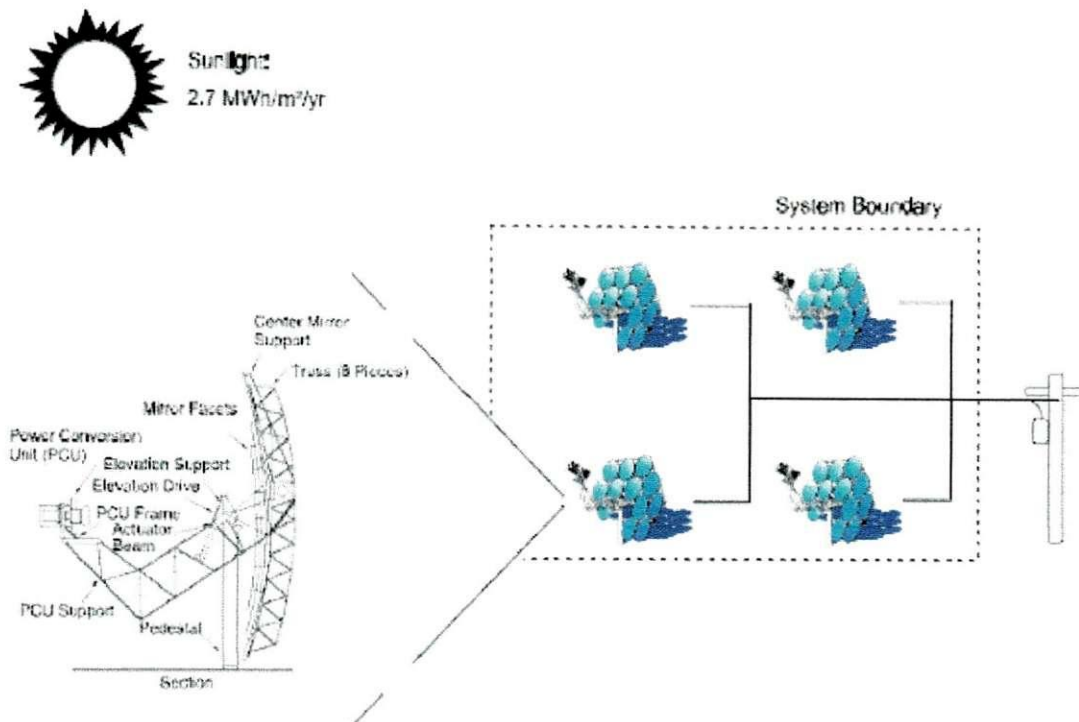 Sunlight:
2.7 MWh/m²/yr
System Boundary
Center Mirror
Support
Truss (8 Pieces)
Mirror Facets
Power Conversion
Unit (PCU)
Elevation Support
Elevation Drive
PCU Frame
Actuator
Beam
PCU Support
Pedestal
Section